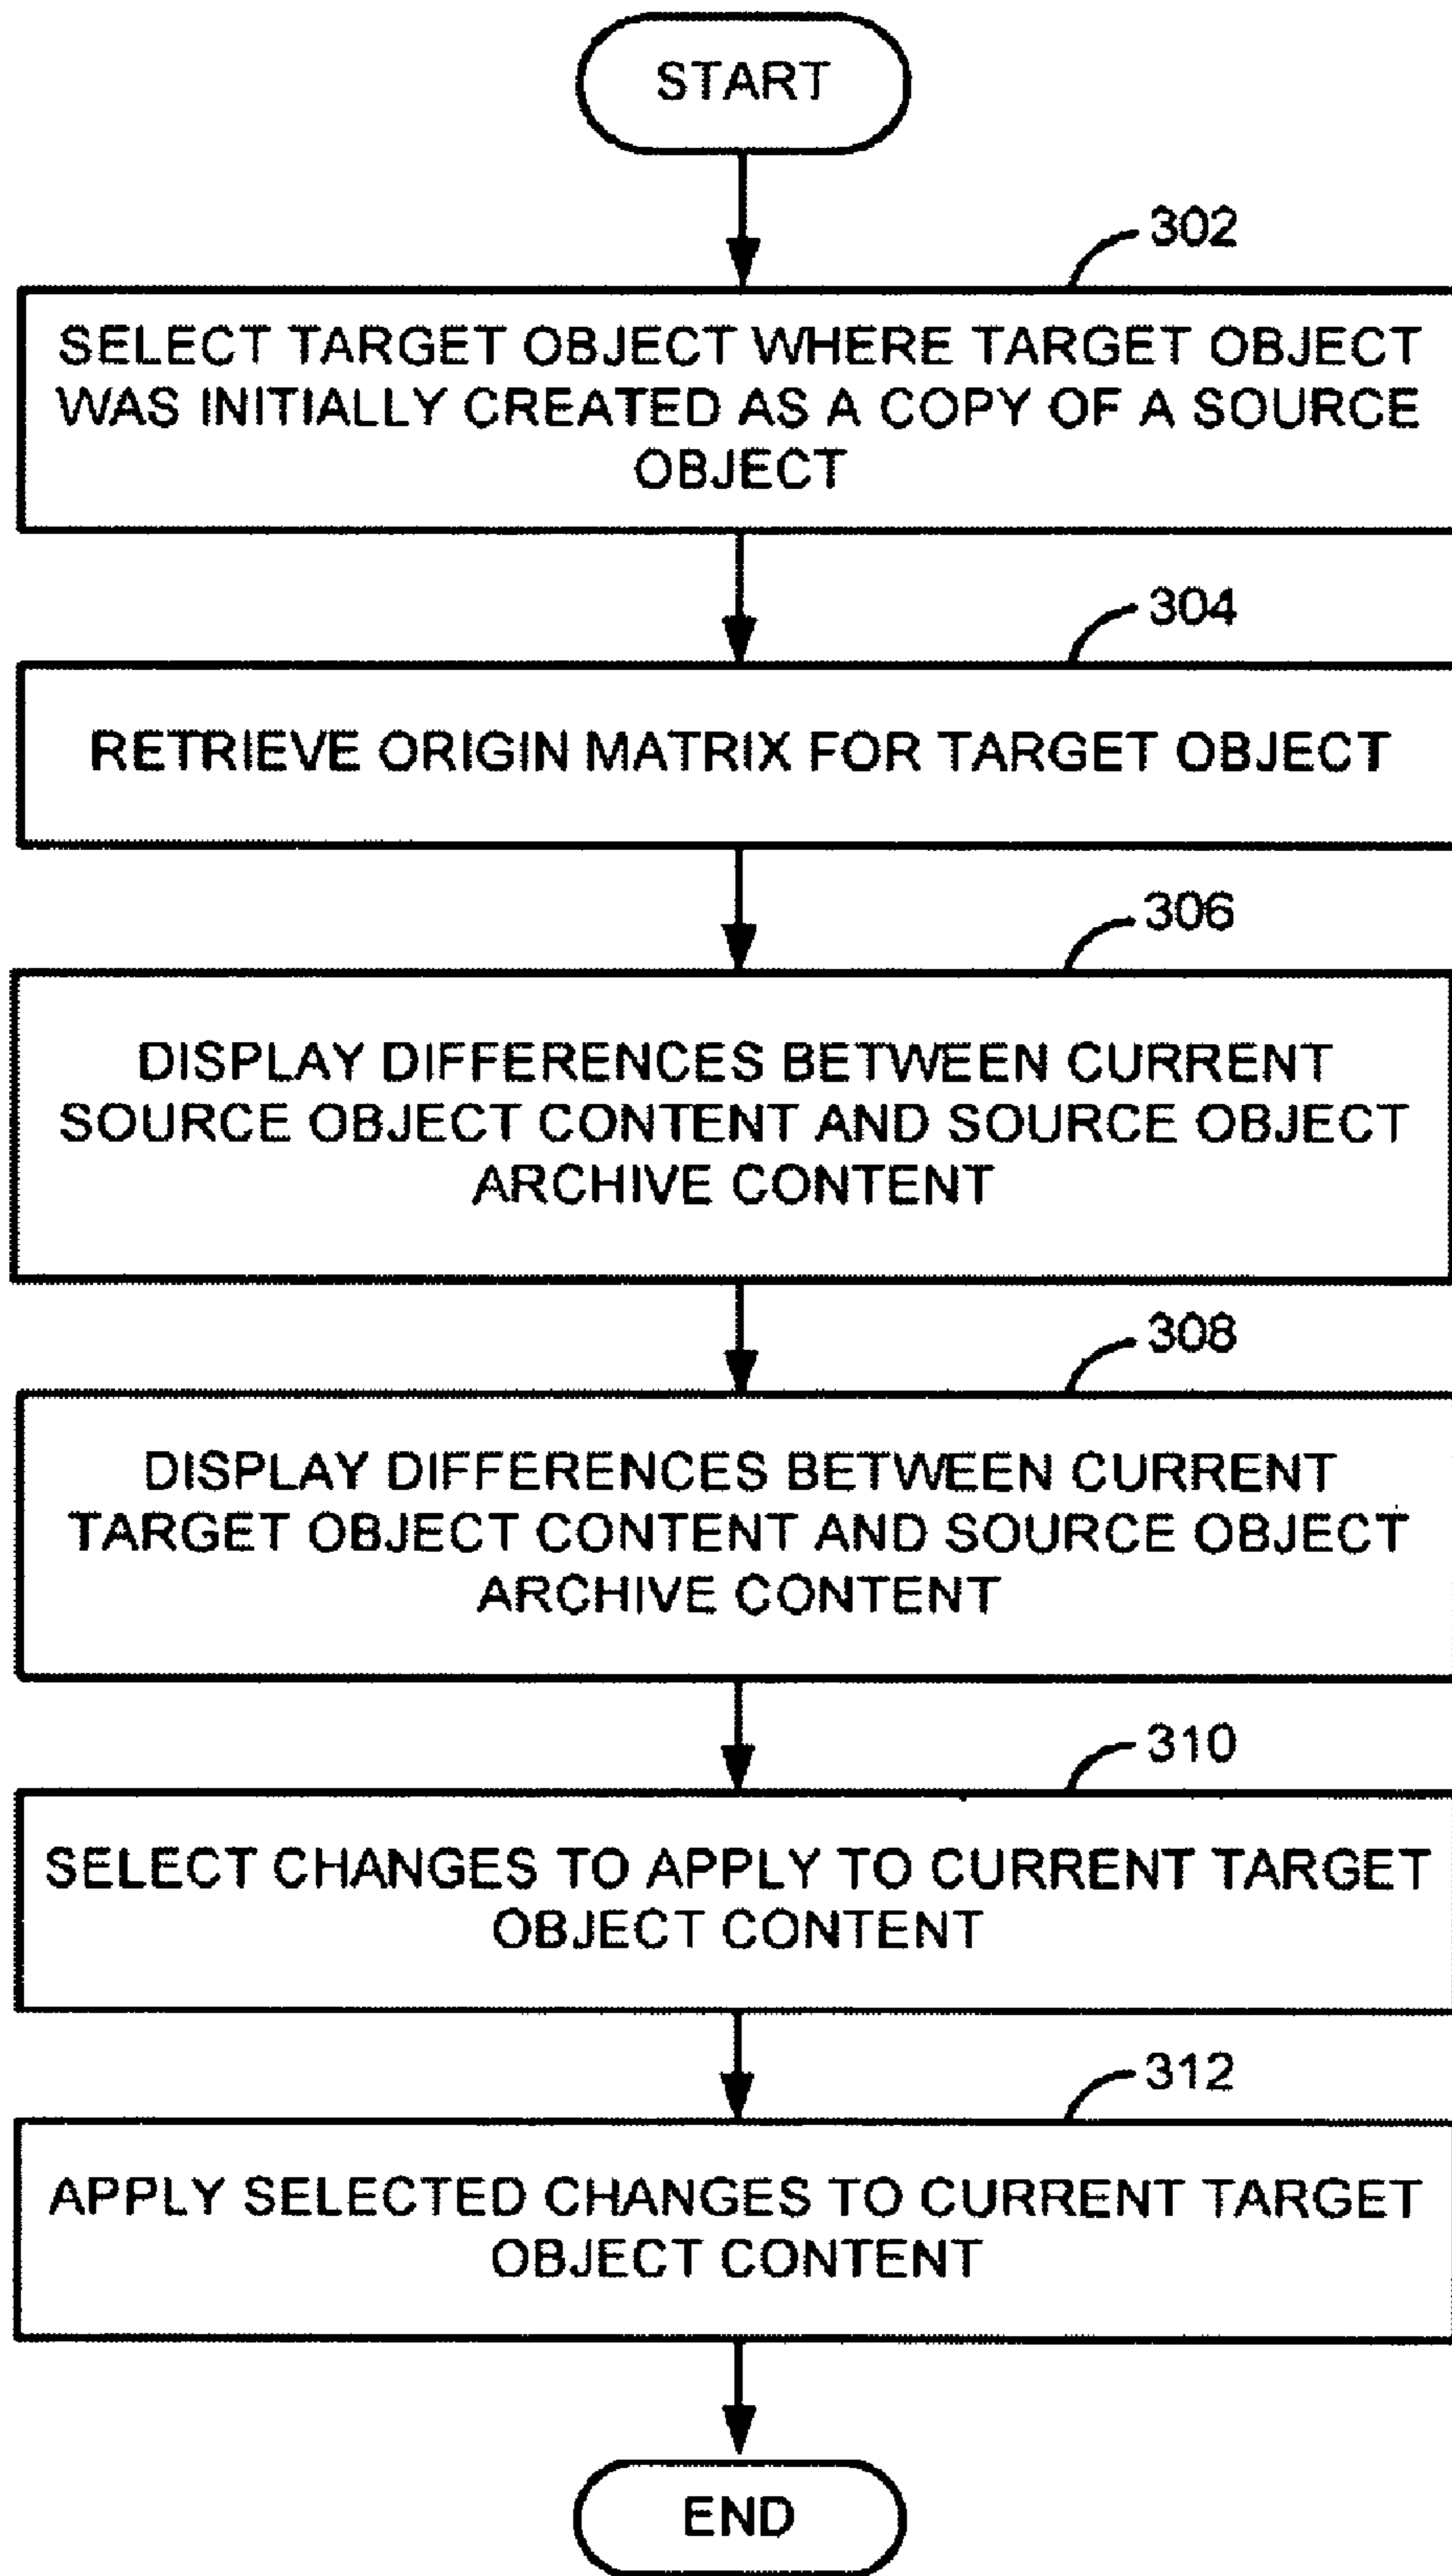 START
302
SELECT TARGET OBJECT WHERE TARGET OBJECT
WAS INITIALLY CREATED AS A COPY OF A SOURCE
OBJECT
304
RETRIEVE ORIGIN MATRIX FOR TARGET OBJECT
306
DISPLAY DIFFERENCES BETWEEN CURRENT
SOURCE OBJECT CONTENT AND SOURCE OBJECT
ARCHIVE CONTENT
308
DISPLAY DIFFERENCES BETWEEN CURRENT
TARGET OBJECT CONTENT AND SOURCE OBJECT
ARCHIVE CONTENT
310
SELECT CHANGES TO APPLY TO CURRENT TARGET
OBJECT CONTENT
312
APPLY SELECTED CHANGES TO CURRENT TARGET
OBJECT CONTENT
END